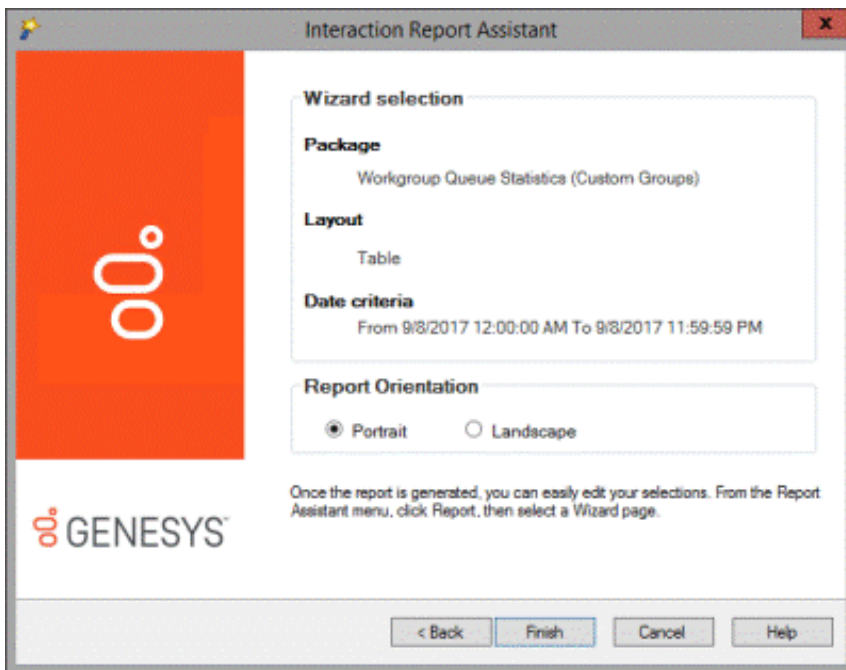 Interaction Report Assistant
x
Wizard selection
Package
Workgroup Queue Statistics (Custom Groups)
Layout
Table
Date criteria
From 9/8/2017 12:00:00 AM To 9/8/2017 11:59:59 PM
Report Orientation
Portrait Landscape
Once the report is generated, you can easily edit your selections. From the Report
Assistant menu, click Report, then select a Wizard page.
GENESYS™
< Back Finish Cancel Help